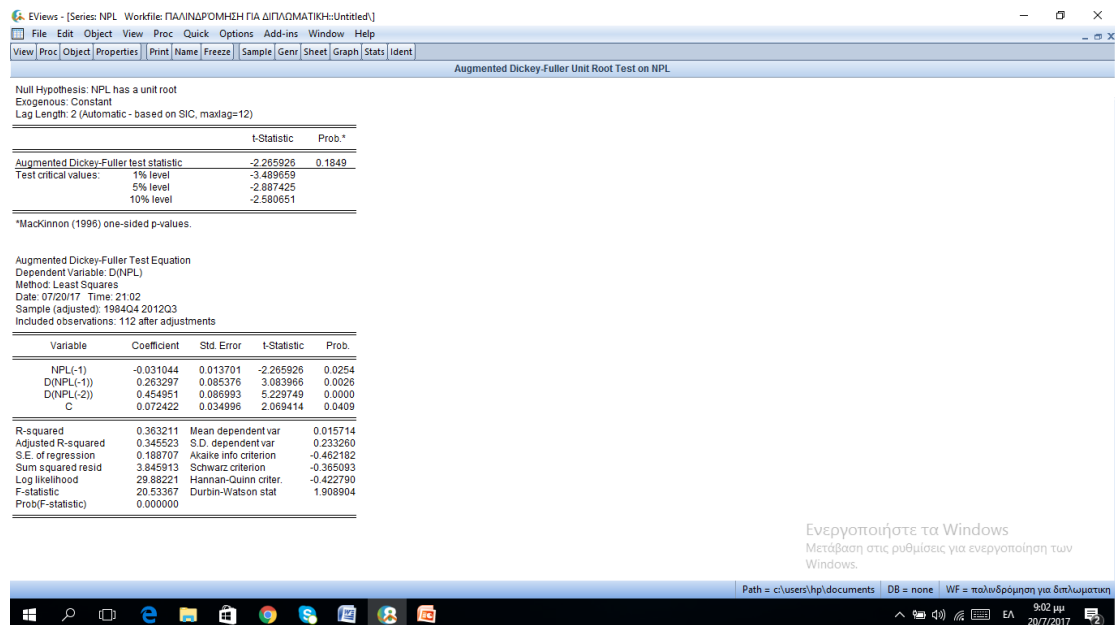 EViews - [Series: NPL Workfile: ΠΑΛΙΝΔΡΌΜΗΣΗ ΓΙΑ ΔΙΠΛΩΜΑΤΙΚΗ::Untitled\]
File Edit Object View Proc Quick Options Add-ins Window Help
View Proc Object Properties Print Name Freeze Sample Genr Sheet Graph Stats Ident
Augmented Dickey-Fuller Unit Root Test on NPL
Null Hypothesis: NPL has a unit root
Exogenous: Constant
Lag Length: 2 (Automatic - based on SIC, maxlag=12)
t-Statistic Prob.*
Augmented Dickey-Fuller test statistic -2.265926 0.1849
Test critical values: 1% level -3.489659
5% level -2.887425
10% level -2.580651
*MacKinnon (1996) one-sided p-values.
Augmented Dickey-Fuller Test Equation
Dependent Variable: D(NPL)
Method: Least Squares
Date: 07/20/17 Time: 21:02
Sample (adjusted): 1984Q4 2012Q3
Included observations: 112 after adjustments
Variable Coefficient Std. Error t-Statistic Prob.
NPL(-1) -0.031044 0.013701 -2.265926 0.0254
D(NPL(-1)) 0.263297 0.085376 3.083966 0.0026
D(NPL(-2)) 0.454951 0.086993 5.229749 0.0000
C 0.072422 0.034996 2.069414 0.0409
R-squared 0.363211 Mean dependent var 0.015714
Adjusted R-squared 0.345523 S.D. dependent var 0.233260
S.E. of regression 0.188707 Akaike info criterion -0.462182
Sum squared resid 3.845913 Schwarz criterion -0.365093
Log likelihood 29.88221 Hannan-Quinn criter. -0.422790
F-statistic 20.53367 Durbin-Watson stat 1.908904
Prob(F-statistic) 0.000000
Ενεργοποιήστε τα Windows
Μετάβαση στις ρυθμίσεις για ενεργοποίηση των
Windows.
Path = c:\users\hp\documents DB = none WF = παλινδρόμηση για διπλωματικη
ΕΛ 9:02 μμ
20/7/2017
2